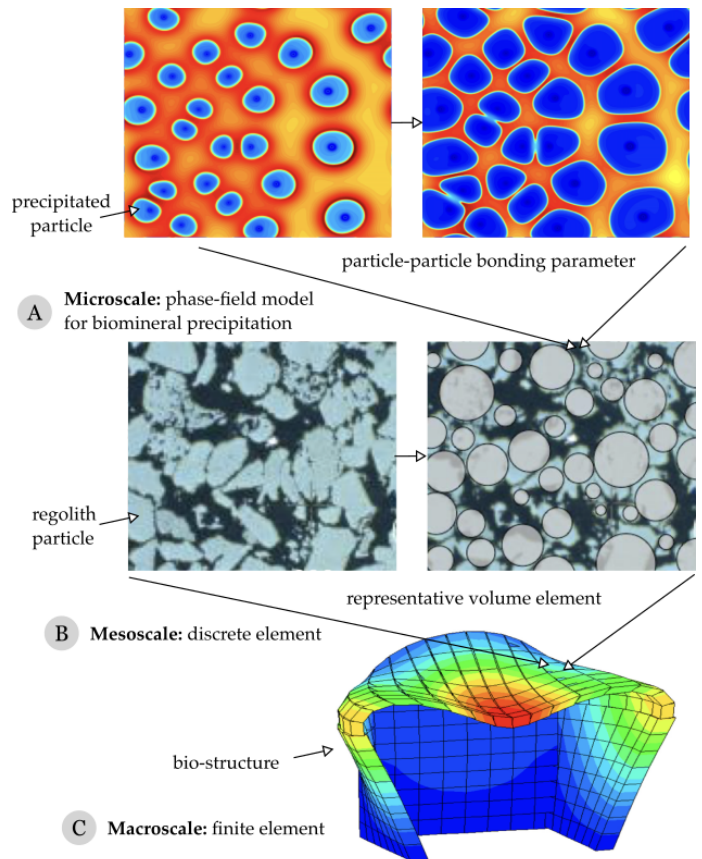 precipitated
particle
particle-particle bonding parameter
A
Microscale: phase-field model
for biomineral precipitation
regolith
particle
representative volume element
B
Mesoscale: discrete element
bio-structure
C
Macroscale: finite element